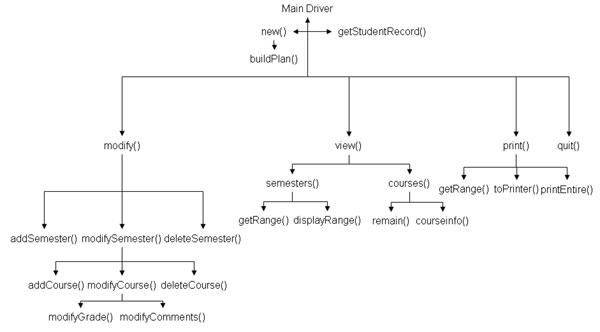 Main Driver
new() getStudentRecord()
buildPlan()
modify() view() print() quit()
semesters() courses() getRange() toPrinter() printEntire()
getRange() displayRange() remain() courseinfo()
addSemester() modifySemester() deleteSemester()
addCourse() modifyCourse() deleteCourse()
modifyGrade() modifyComments()